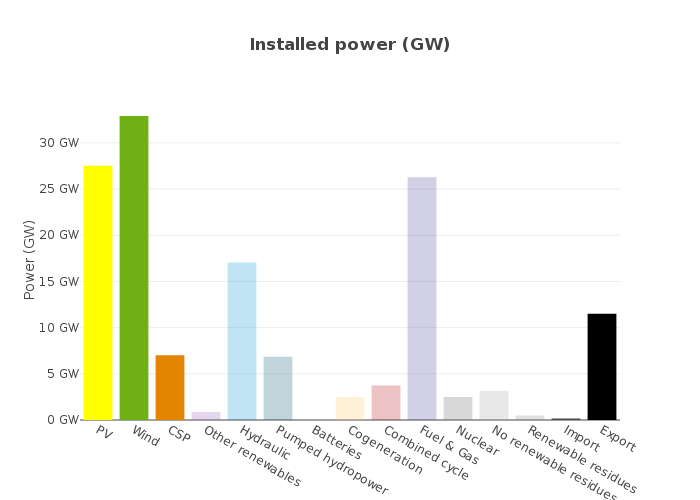 Installed power (GW)
Power (GW)
30 GW
25 GW
20 GW
15 GW
10 GW
5 GW
0 GW
PV
Wind
CSP
Other renewables
Hydraulic
Pumped hydropower
Batteries
Cogeneration
Combined cycle
Fuel & Gas
Nuclear
No renewable residues
Renewable residues
Import
Export